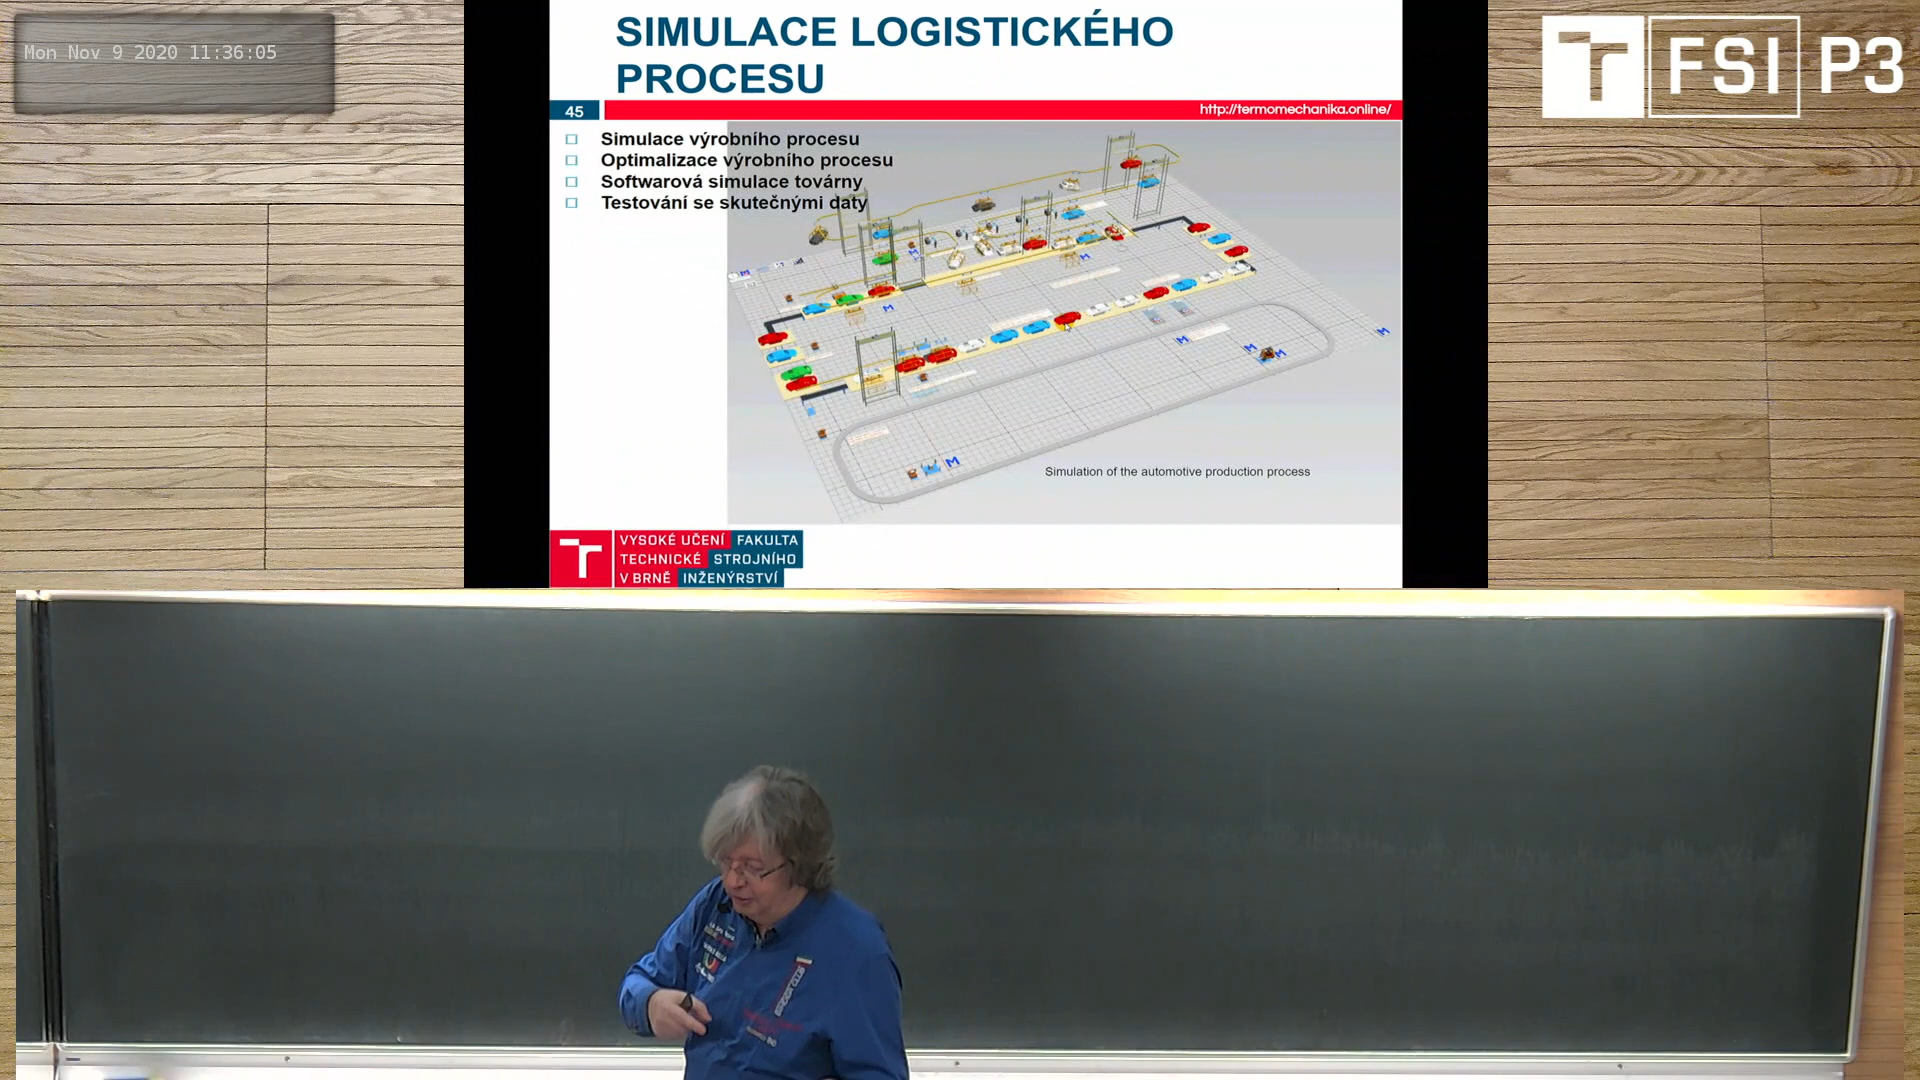 Mon Nov 9 2020 11:36:05
SIMULACE LOGISTICKÉHO
PROCESU
FSI P3
45
http://termomechanika.online/
Simulace výrobního procesu
Optimalizace výrobního procesu
Softwarová simulace továrny
Testování se skutečnými daty
Simulation of the automotive production process
VYSOKÉ UČENÍ FAKULTA
TECHNICKÉ STROJNÍHO
V BRNĚ INŽENÝRSTVÍ